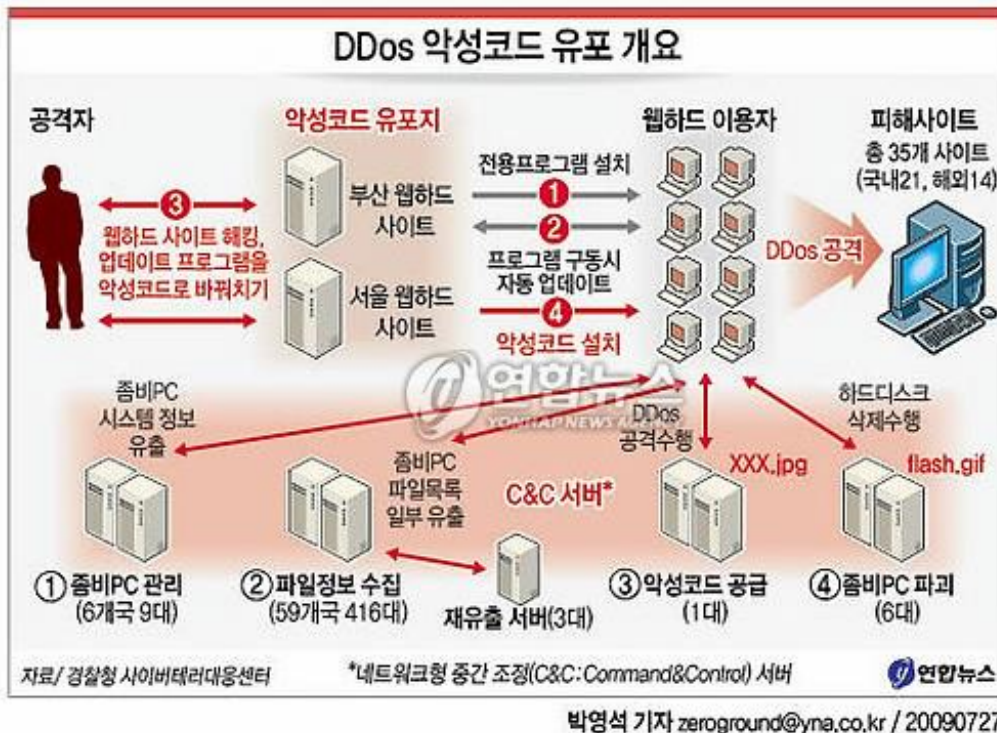 DDos 악성코드 유포 개요
공격자
악성코드 유포지
웹하드 이용자
피해사이트
총 35개 사이트
(국내21, 해외14)
부산 웹하드
사이트
서울 웹하드
사이트
3
웹하드 사이트 해킹,
업데이트 프로그램을
악성코드로 바꿔치기
전용프로그램 설치
1
2
프로그램 구동시
자동 업데이트
4
악성코드 설치
DDos 공격
연합뉴스
YONHAP NEWS AGENCY
좀비PC
시스템 정보
유출
좀비PC
파일목록
일부 유출
C&C 서버*
DDos
공격수행
XXX.jpg
하드디스크
삭제수행
flash.gif
① 좀비PC 관리
(6개국 9대)
② 파일정보 수집
(59개국 416대)
재유출 서버(3대)
③ 악성코드 공급
(1대)
④ 좀비PC 파괴
(6대)
자료/ 경찰청 사이버테러대응센터
*네트워크형 중간 조정(C&C:Command&Control) 서버
연합뉴스
박영석 기자 zeroground@yna.co.kr / 20090727